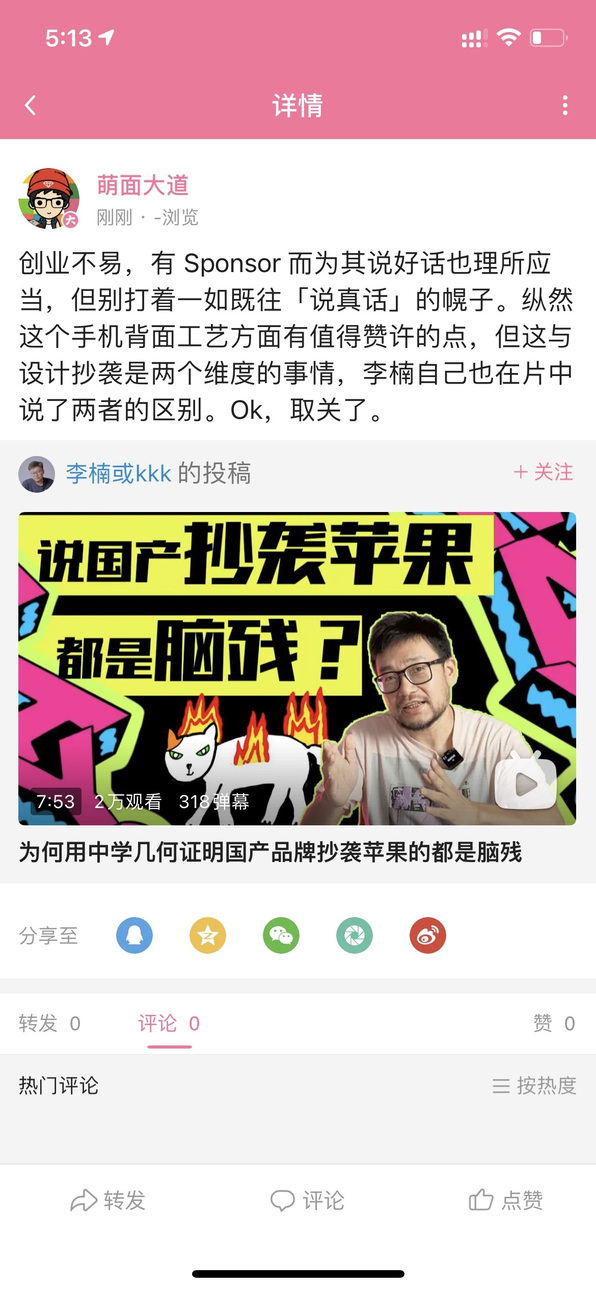 5:13
详情
萌面大道
大
刚刚 · -浏览
创业不易，有 Sponsor 而为其说好话也理所应
当，但别打着一如既往「说真话」的幌子。纵然
这个手机背面工艺方面有值得赞许的点，但这与
设计抄袭是两个维度的事情，李楠自己也在片中
说了两者的区别。Ok，取关了。
李楠或kkk 的投稿
+ 关注
说国产抄袭苹果
都是脑残？
7:53 2万观看 318弹幕
为何用中学几何证明国产品牌抄袭苹果的都是脑残
分享至
转发 0 评论 0 赞 0
热门评论 按热度
转发 评论 点赞